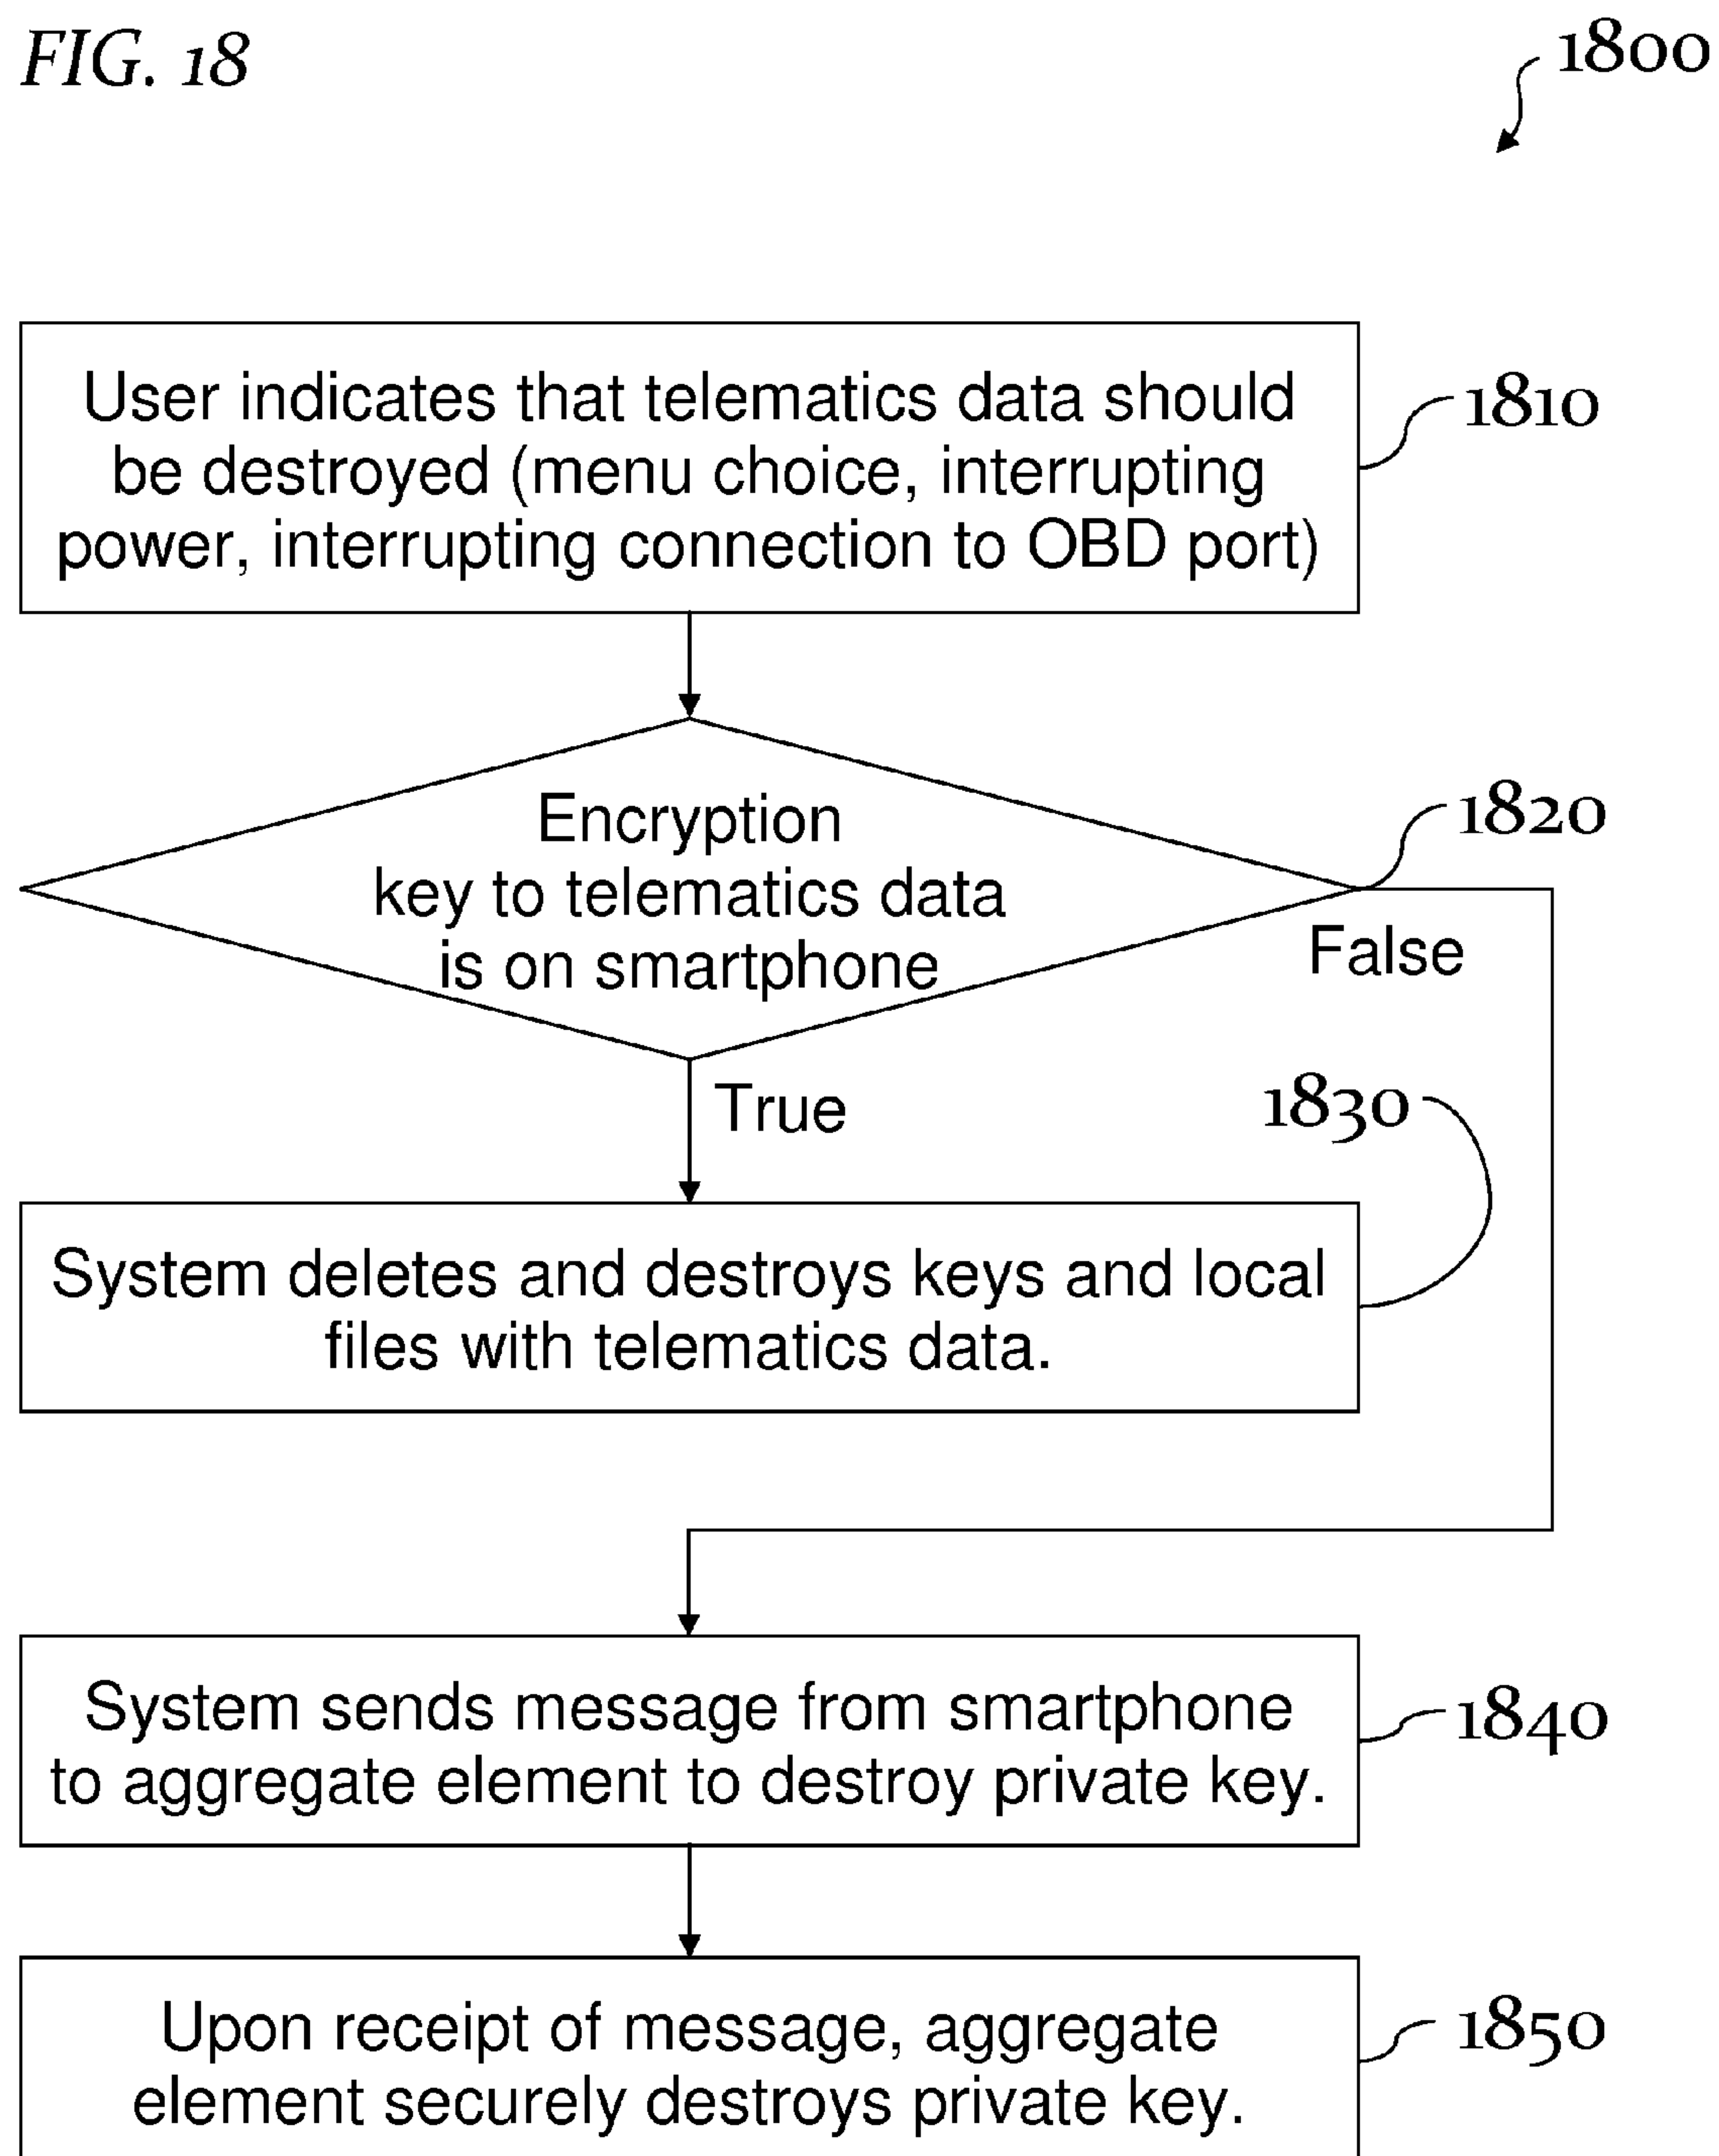 FIG. 18
1800
User indicates that telematics data should
be destroyed (menu choice, interrupting
power, interrupting connection to OBD port)
1810
Encryption
key to telematics data
is on smartphone
1820
False
True
1830
System deletes and destroys keys and local
files with telematics data.
System sends message from smartphone
to aggregate element to destroy private key.
1840
Upon receipt of message, aggregate
element securely destroys private key.
1850